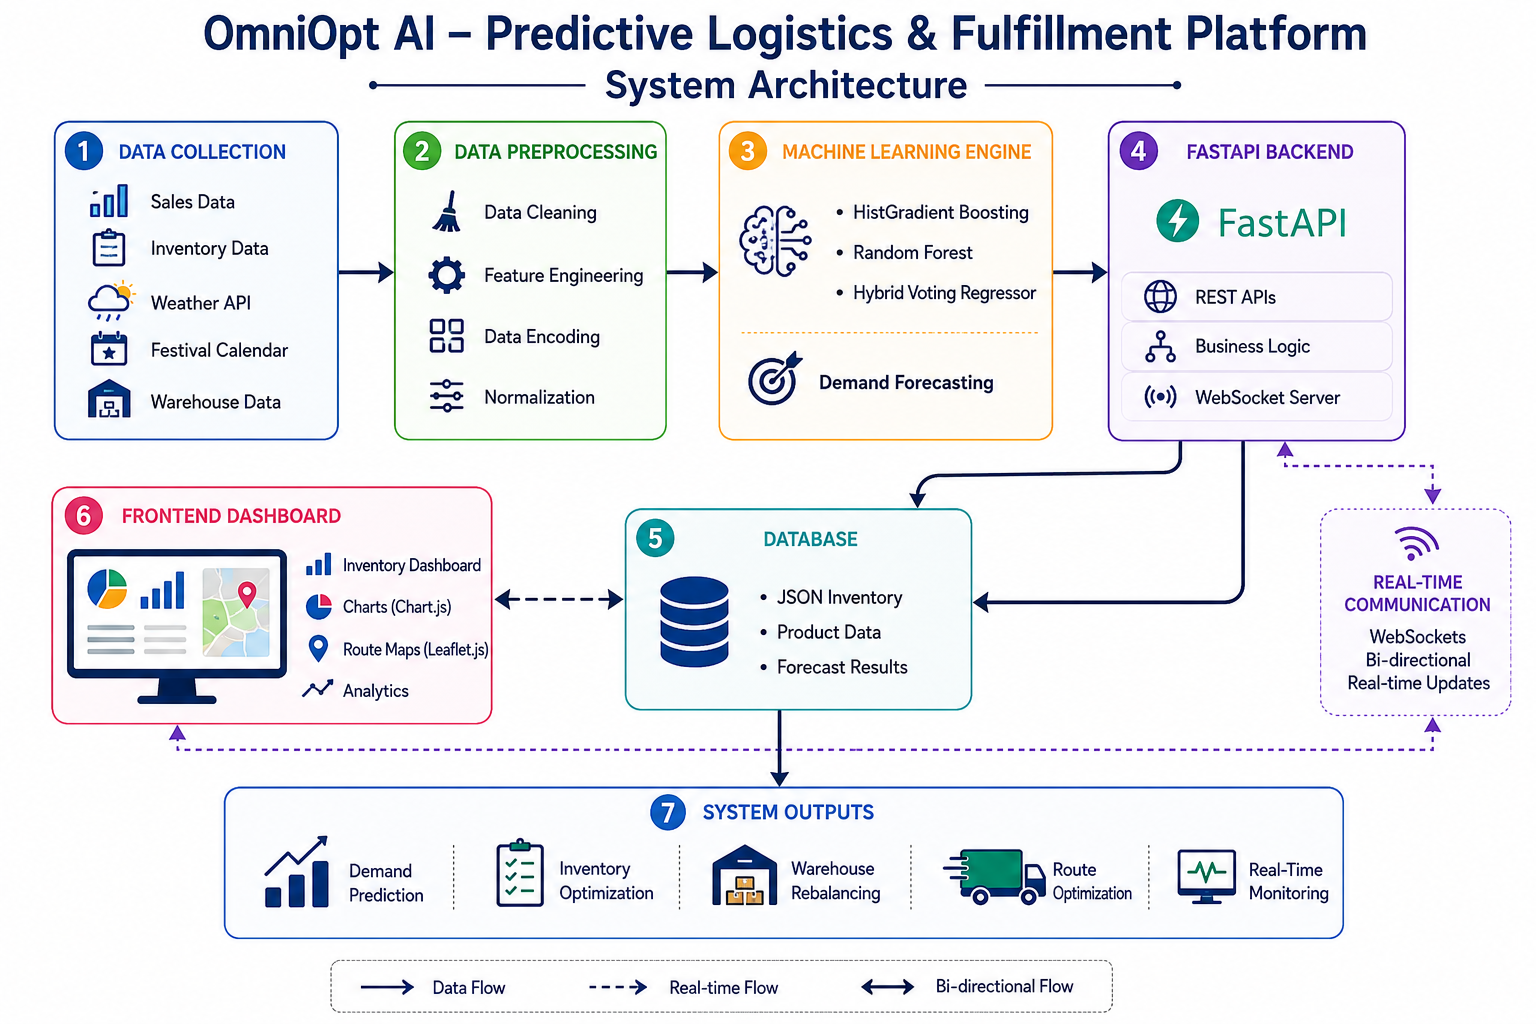 OmniOpt AI – Predictive Logistics & Fulfillment Platform
System Architecture
1 DATA COLLECTION
Sales Data
Inventory Data
Weather API
Festival Calendar
Warehouse Data
2 DATA PREPROCESSING
Data Cleaning
Feature Engineering
Data Encoding
Normalization
3 MACHINE LEARNING ENGINE
• HistGradient Boosting
• Random Forest
• Hybrid Voting Regressor
Demand Forecasting
4 FASTAPI BACKEND
FastAPI
REST APIs
Business Logic
WebSocket Server
6 FRONTEND DASHBOARD
Inventory Dashboard
Charts (Chart.js)
Route Maps (Leaflet.js)
Analytics
5 DATABASE
• JSON Inventory
• Product Data
• Forecast Results
REAL-TIME
COMMUNICATION
WebSockets
Bi-directional
Real-time Updates
7 SYSTEM OUTPUTS
Demand
Prediction
Inventory
Optimization
Warehouse
Rebalancing
Route
Optimization
Real-Time
Monitoring
Data Flow
Real-time Flow
Bi-directional Flow